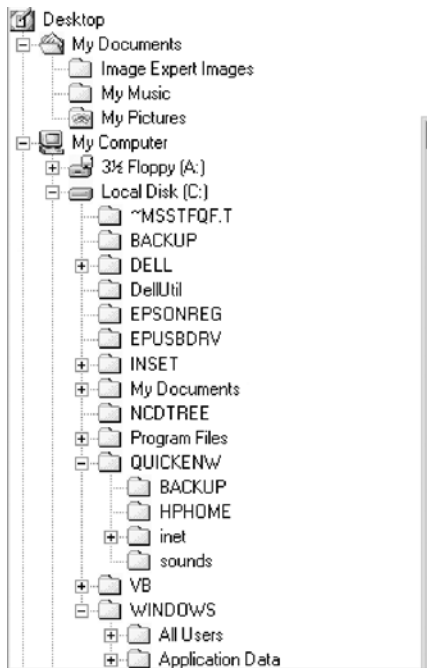 Desktop
My Documents
Image Expert Images
My Music
My Pictures
My Computer
3½ Floppy (A:)
Local Disk (C:)
~MSSTFQF.T
BACKUP
DELL
DellUtil
EPSONREG
EPUSBDRV
INSET
My Documents
NCDTREE
Program Files
QUICKENW
BACKUP
HPHOME
inet
sounds
VB
WINDOWS
All Users
Application Data